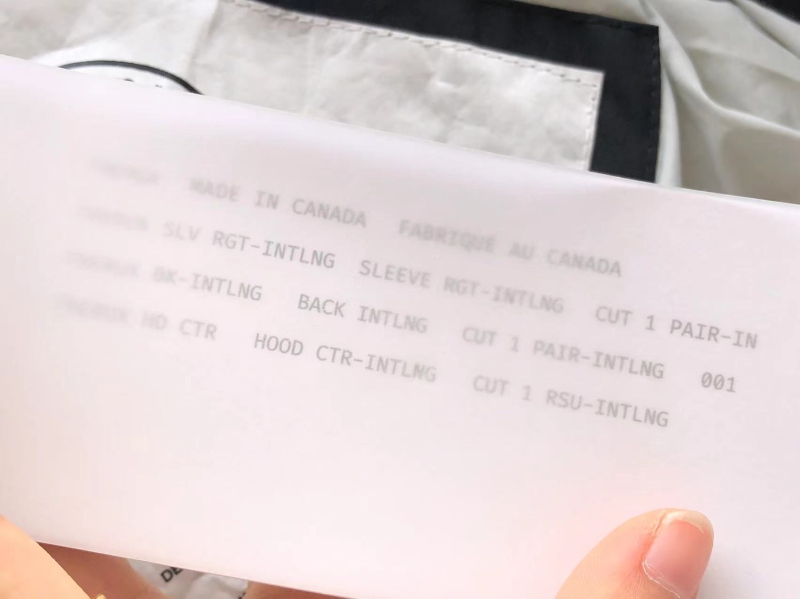 MADE IN CANADA FABRIQUE AU CANADA
SLV RGT-INTLNG SLEEVE RGT-INTLNG CUT 1 PAIR-IN
BK-INTLNG BACK INTLNG CUT 1 PAIR-INTLNG 001
HD CTR HOOD CTR-INTLNG CUT 1 RSU-INTLNG